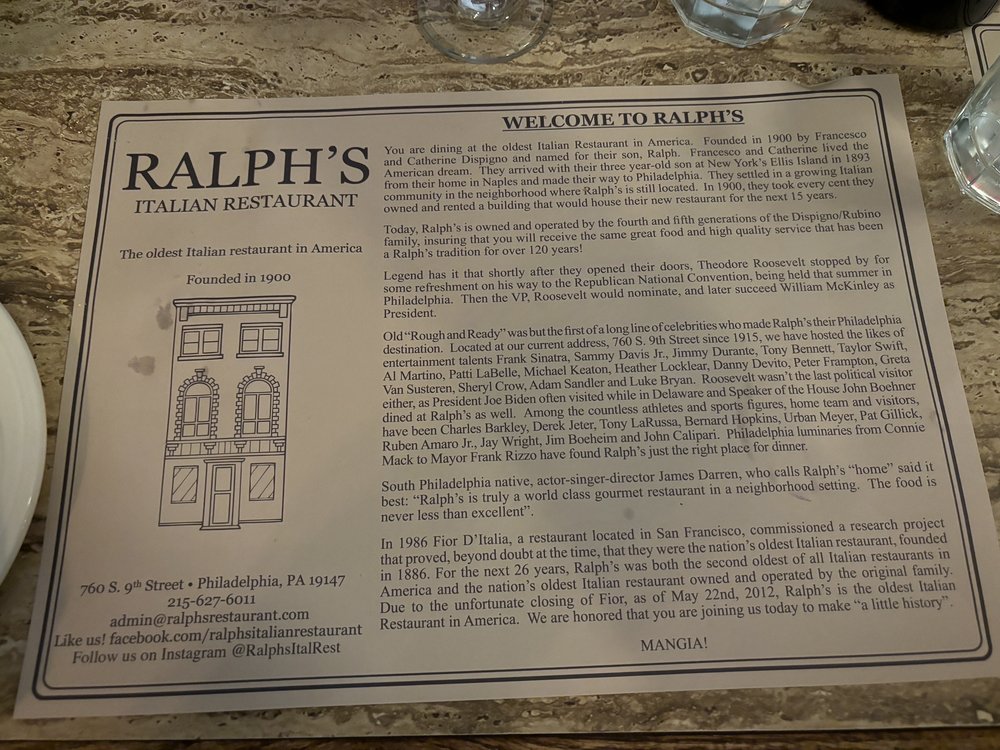 RALPH'S
ITALIAN RESTAURANT
The oldest Italian restaurant in America
Founded in 1900
760 S. 9th Street • Philadelphia, PA 19147
215-627-6011
admin@ralphsrestaurant.com
Like us! facebook.com/ralphsitalianrestaurant
Follow us on Instagram @RalphsItalRest
WELCOME TO RALPH'S
You are dining at the oldest Italian Restaurant in America. Founded in 1900 by Francesco
and Catherine Dispigno and named for their son, Ralph. Francesco and Catherine lived the
American dream. They arrived with their three year-old son at New York's Ellis Island in 1893
from their home in Naples and made their way to Philadelphia. They settled in a growing Italian
community in the neighborhood where Ralph's is still located. In 1900, they took every cent they
owned and rented a building that would house their new restaurant for the next 15 years.
Today, Ralph's is owned and operated by the fourth and fifth generations of the Dispigno/Rubino
family, insuring that you will receive the same great food and high quality service that has been
a Ralph's tradition for over 120 years!
Legend has it that shortly after they opened their doors, Theodore Roosevelt stopped by for
some refreshment on his way to the Republican National Convention, being held that summer in
Philadelphia. Then the VP, Roosevelt would nominate, and later succeed William McKinley as
President.
Old "Rough and Ready" was but the first of a long line of celebrities who made Ralph's their Philadelphia
destination. Located at our current address, 760 S. 9th Street since 1915, we have hosted the likes of
entertainment talents Frank Sinatra, Sammy Davis Jr., Jimmy Durante, Tony Bennett, Taylor Swift,
Al Martino, Patti LaBelle, Michael Keaton, Heather Locklear, Danny Devito, Peter Frampton, Greta
Van Susteren, Sheryl Crow, Adam Sandler and Luke Bryan. Roosevelt wasn't the last political visitor
either, as President Joe Biden often visited while in Delaware and Speaker of the House John Boehner
dined at Ralph's as well. Among the countless athletes and sports figures, home team and visitors,
have been Charles Barkley, Derek Jeter, Tony LaRussa, Bernard Hopkins, Urban Meyer, Pat Gillick,
Ruben Amaro Jr., Jay Wright, Jim Boeheim and John Calipari. Philadelphia luminaries from Connie
Mack to Mayor Frank Rizzo have found Ralph's just the right place for dinner.
South Philadelphia native, actor-singer-director James Darren, who calls Ralph's "home" said it
best: "Ralph's is truly a world class gourmet restaurant in a neighborhood setting. The food is
never less than excellent".
In 1986 Fior D'Italia, a restaurant located in San Francisco, commissioned a research project
that proved, beyond doubt at the time, that they were the nation's oldest Italian restaurant, founded
in 1886. For the next 26 years, Ralph's was both the second oldest of all Italian restaurants in
America and the nation's oldest Italian restaurant owned and operated by the original family.
Due to the unfortunate closing of Fior, as of May 22nd, 2012, Ralph's is the oldest Italian
Restaurant in America. We are honored that you are joining us today to make "a little history".
MANGIA!